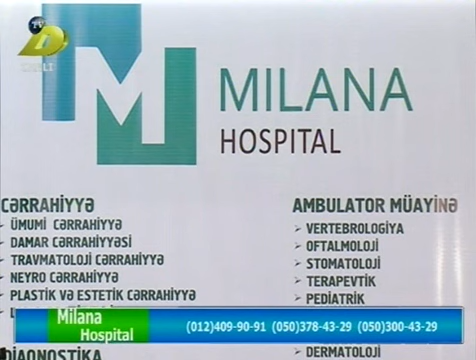 TV
D
CANLI
M
MILANA
HOSPITAL
CƏRRAHİYYƏ
ÜMUMİ CƏRRAHİYYƏ
DAMAR CƏRRAHİYYƏSİ
TRAVMATOLOJİ CƏRRAHİYYƏ
NEYRO CƏRRAHİYYƏ
PLASTİK VƏ ESTETİK CƏRRAHİYYƏ
AMBULATOR MÜAYİNƏ
VERTEBROLOGİYA
OFTALMOLOJİ
STOMATOLOJİ
TERAPEVTİK
PEDİATRİK
Milana
Hospital
(012)409-90-91 (050)378-43-29 (050)300-43-29
DİAQNOSTİKA
DERMATOLOJİ